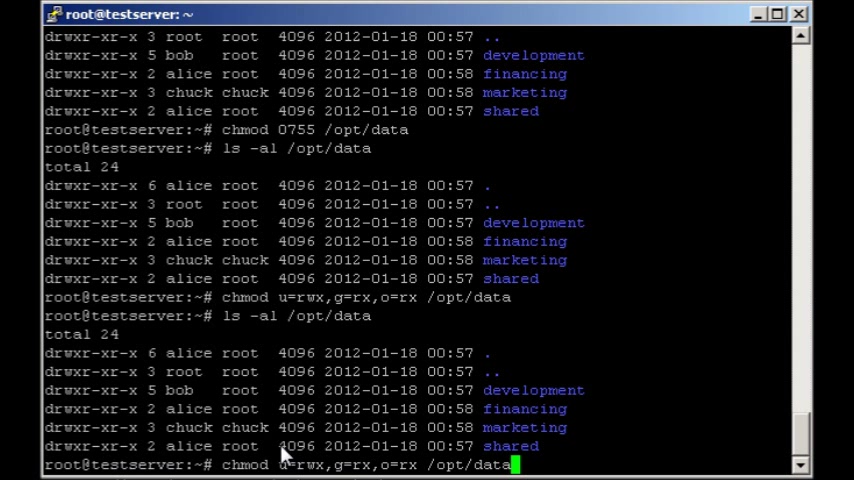 root@testserver: ~
drwxr-xr-x 3 root root 4096 2012-01-18 00:57 ..
drwxr-xr-x 5 bob root 4096 2012-01-18 00:57 development
drwxr-xr-x 2 alice root 4096 2012-01-18 00:58 financing
drwxr-xr-x 3 chuck chuck 4096 2012-01-18 00:58 marketing
drwxr-xr-x 2 alice root 4096 2012-01-18 00:57 shared
root@testserver:~# chmod 0755 /opt/data
root@testserver:~# ls -al /opt/data
total 24
drwxr-xr-x 6 alice root 4096 2012-01-18 00:57 .
drwxr-xr-x 3 root root 4096 2012-01-18 00:57 ..
drwxr-xr-x 5 bob root 4096 2012-01-18 00:57 development
drwxr-xr-x 2 alice root 4096 2012-01-18 00:58 financing
drwxr-xr-x 3 chuck chuck 4096 2012-01-18 00:58 marketing
drwxr-xr-x 2 alice root 4096 2012-01-18 00:57 shared
root@testserver:~# chmod u=rwx,g=rx,o=rx /opt/data
root@testserver:~# ls -al /opt/data
total 24
drwxr-xr-x 6 alice root 4096 2012-01-18 00:57 .
drwxr-xr-x 3 root root 4096 2012-01-18 00:57 ..
drwxr-xr-x 5 bob root 4096 2012-01-18 00:57 development
drwxr-xr-x 2 alice root 4096 2012-01-18 00:58 financing
drwxr-xr-x 3 chuck chuck 4096 2012-01-18 00:58 marketing
drwxr-xr-x 2 alice root 4096 2012-01-18 00:57 shared
root@testserver:~# chmod u=rwx,g=rx,o=rx /opt/data